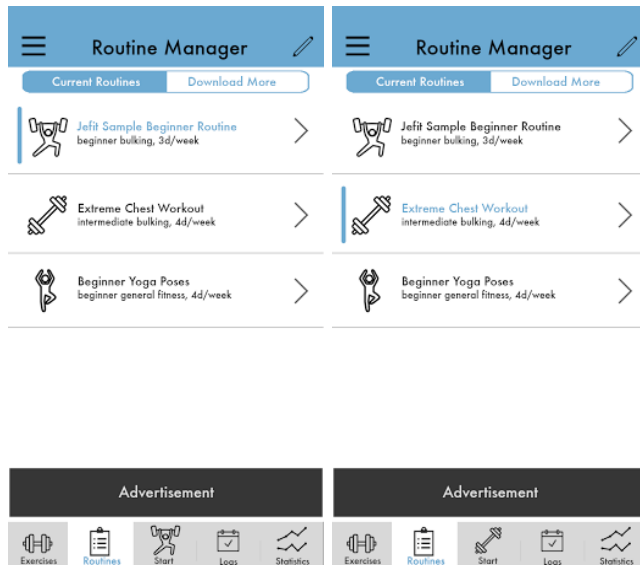 Routine Manager
Current Routines
Download More
Jefit Sample Beginner Routine
beginner bulking, 3d/week
Extreme Chest Workout
intermediate bulking, 4d/week
Beginner Yoga Poses
beginner general fitness, 4d/week
Advertisement
Exercises
Routines
Start
Logs
Statistics
Routine Manager
Current Routines
Download More
Jefit Sample Beginner Routine
beginner bulking, 3d/week
Extreme Chest Workout
intermediate bulking, 4d/week
Beginner Yoga Poses
beginner general fitness, 4d/week
Advertisement
Exercises
Routines
Start
Logs
Statistics